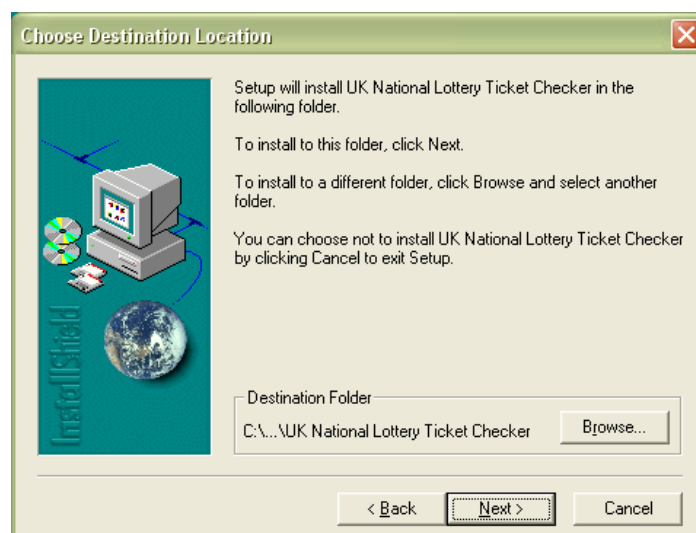 Choose Destination Location
Setup will install UK National Lottery Ticket Checker in the
following folder.
To install to this folder, click Next.
To install to a different folder, click Browse and select another
folder.
You can choose not to install UK National Lottery Ticket Checker
by clicking Cancel to exit Setup.
InstallShield
Destination Folder
C:\...\UK National Lottery Ticket Checker
Browse...
< Back
Next >
Cancel